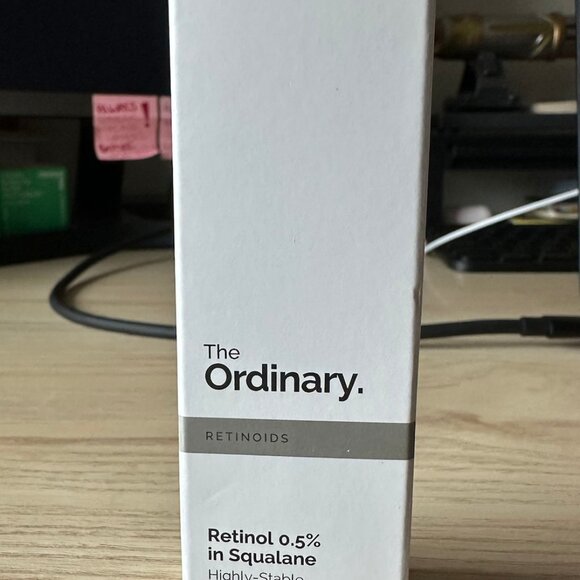 The
Ordinary.
RETINOIDS
Retinol 0.5%
in Squalane
Highly-Stable